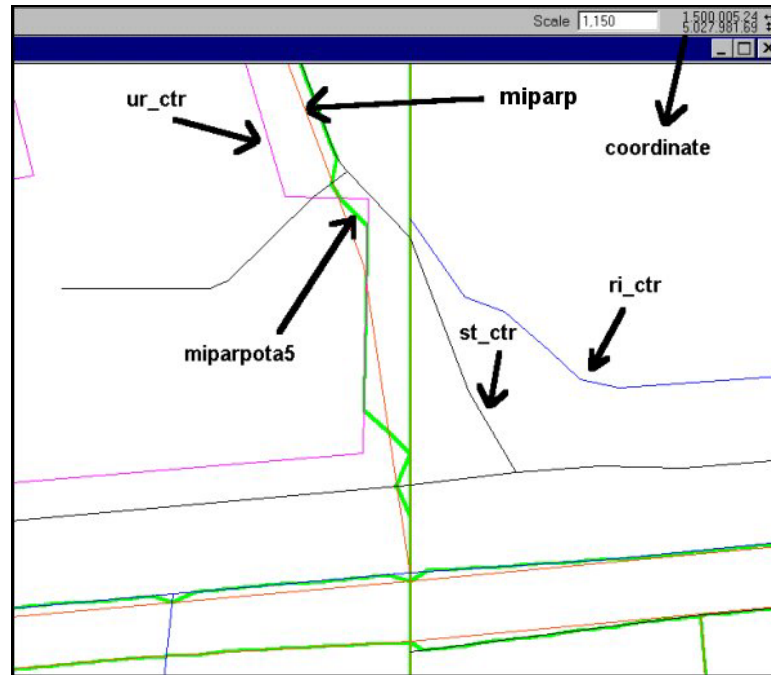 Scale 1,150 1.500.005.24
5.027.981.69
ur_ctr
miparp
coordinate
ri_ctr
st_ctr
miparpota5